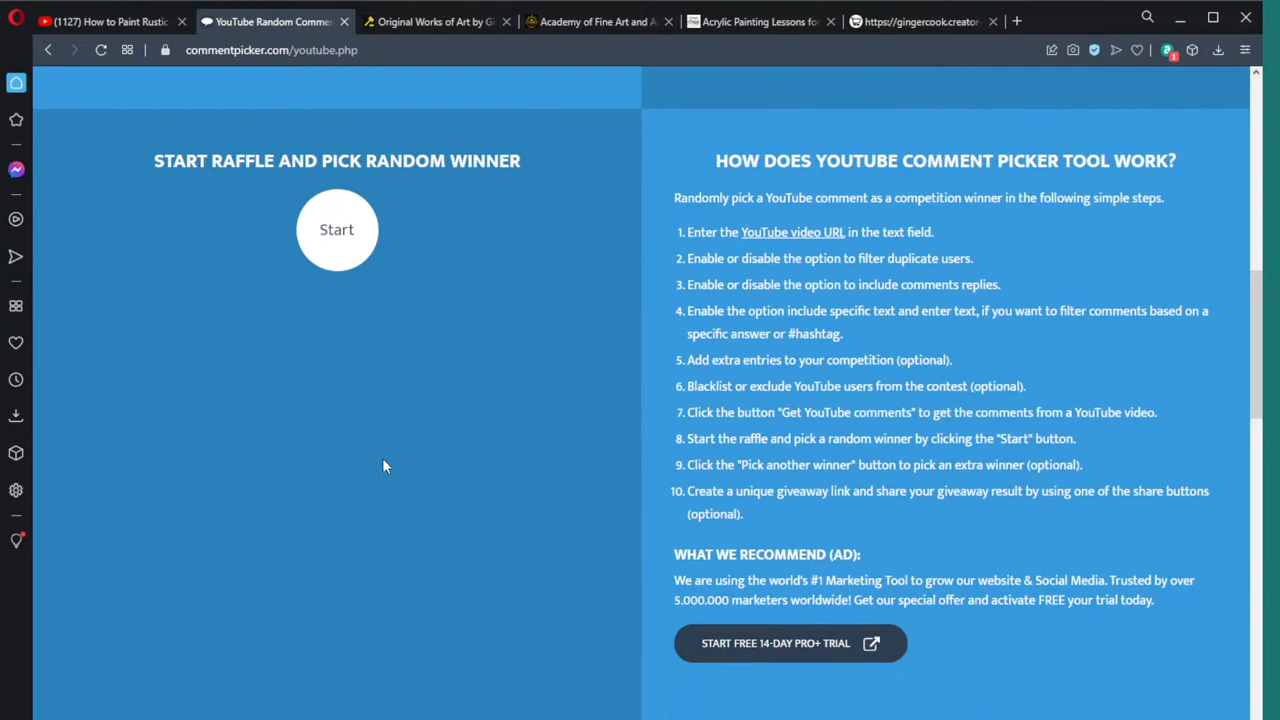 (1127) How to Paint Rustic
YouTube Random Commen
Original Works of Art by Gi
Academy of Fine Art and A
Acrylic Painting Lessons fo
https://gingercook.creator-
commentpicker.com/youtube.php
1
START RAFFLE AND PICK RANDOM WINNER
Start
HOW DOES YOUTUBE COMMENT PICKER TOOL WORK?
Randomly pick a YouTube comment as a competition winner in the following simple steps.
1. Enter the YouTube video URL in the text field.
2. Enable or disable the option to filter duplicate users.
3. Enable or disable the option to include comments replies.
4. Enable the option include specific text and enter text, if you want to filter comments based on a
specific answer or #hashtag.
5. Add extra entries to your competition (optional).
6. Blacklist or exclude YouTube users from the contest (optional).
7. Click the button "Get YouTube comments" to get the comments from a YouTube video.
8. Start the raffle and pick a random winner by clicking the "Start" button.
9. Click the "Pick another winner" button to pick an extra winner (optional).
10. Create a unique giveaway link and share your giveaway result by using one of the share buttons
(optional).
WHAT WE RECOMMEND (AD):
We are using the world's #1 Marketing Tool to grow our website & Social Media. Trusted by over
5.000.000 marketers worldwide! Get our special offer and activate FREE your trial today.
START FREE 14-DAY PRO+ TRIAL